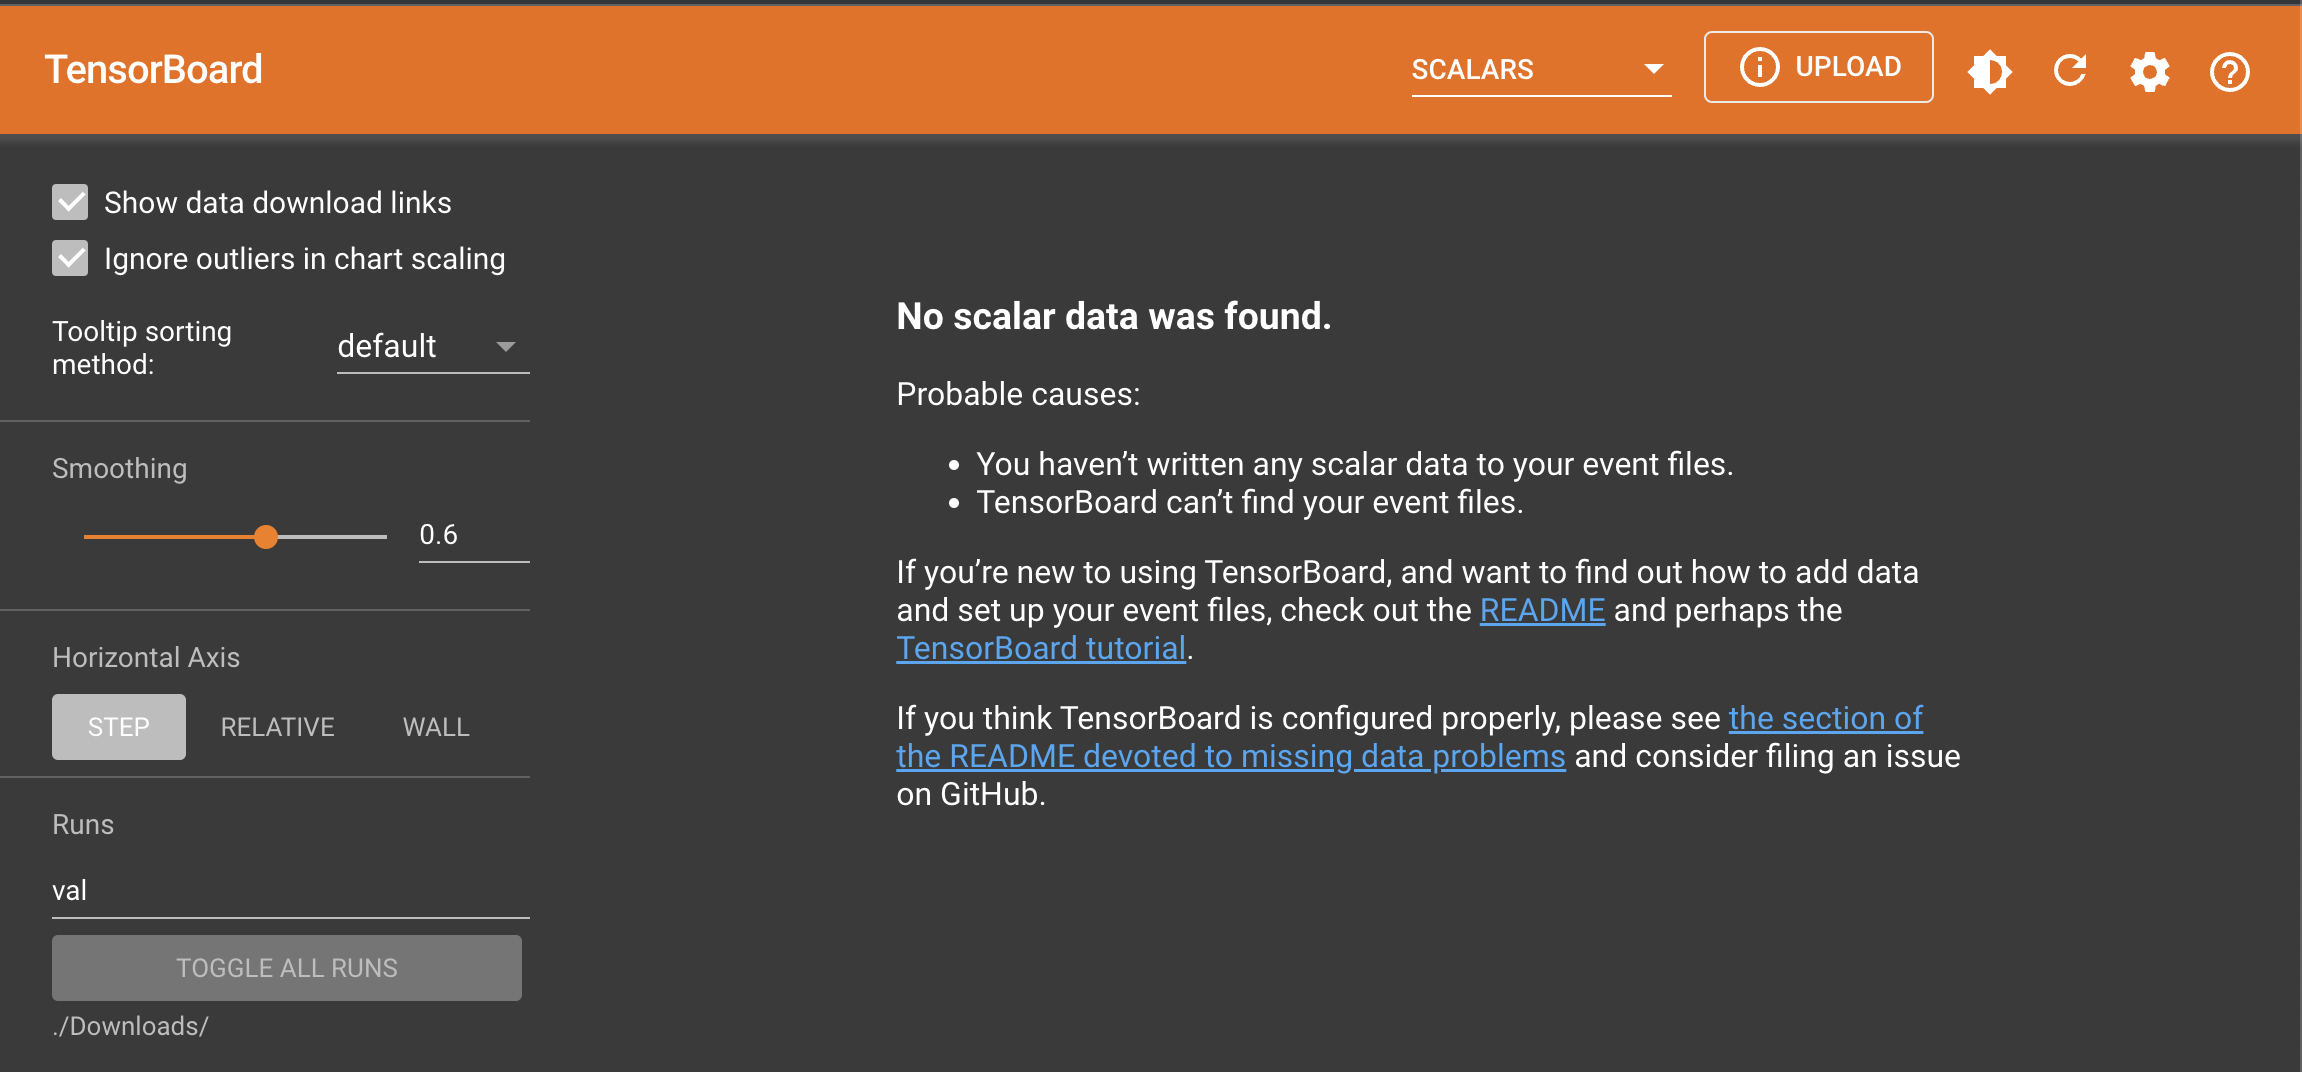 TensorBoard
SCALARS
UPLOAD
Show data download links
Ignore outliers in chart scaling
Tooltip sorting
method:
default
Smoothing
0.6
Horizontal Axis
STEP RELATIVE WALL
Runs
val
TOGGLE ALL RUNS
./Downloads/
No scalar data was found.
Probable causes:
• You haven’t written any scalar data to your event files.
• TensorBoard can’t find your event files.
If you’re new to using TensorBoard, and want to find out how to add data
and set up your event files, check out the README and perhaps the
TensorBoard tutorial.
If you think TensorBoard is configured properly, please see the section of
the README devoted to missing data problems and consider filing an issue
on GitHub.